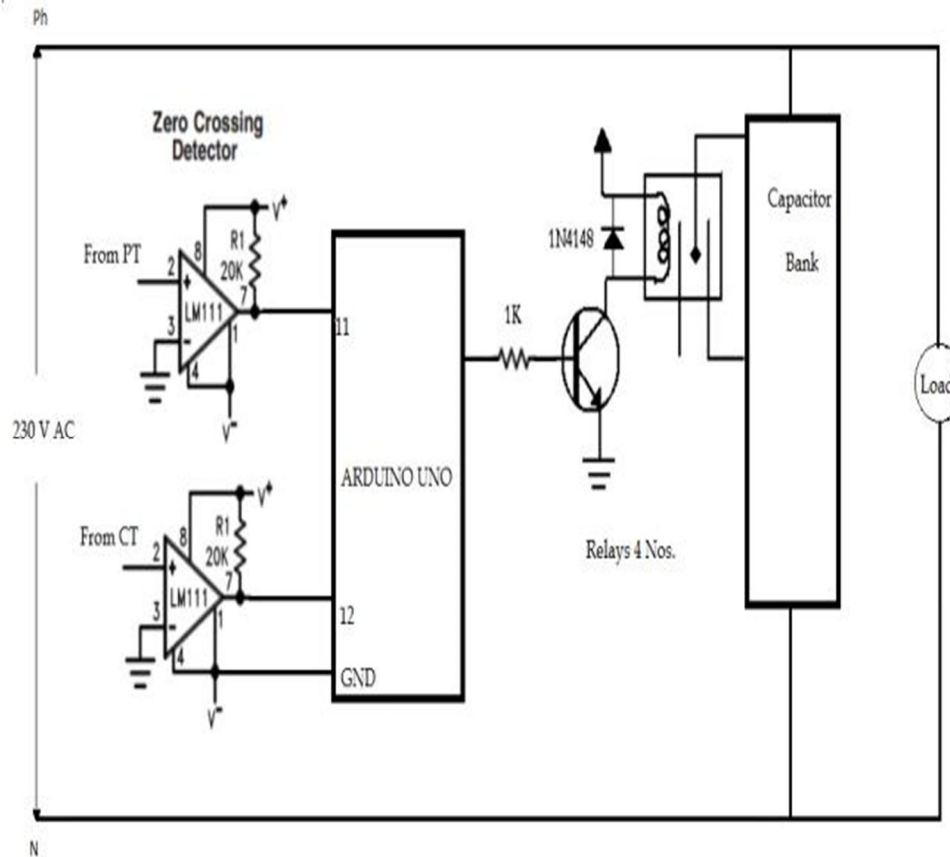 Ph
Zero Crossing
Detector
V+
R1
20K
From PT
8
2
+
7
LM111
3
-
1
4
V-
11
1K
1N4148
Capacitor
Bank
230 V AC
Load
ARDUINO UNO
V+
From CT
R1
20K
8
2
+
7
LM111
3
-
1
4
V-
12
GND
Relays 4 Nos.
N